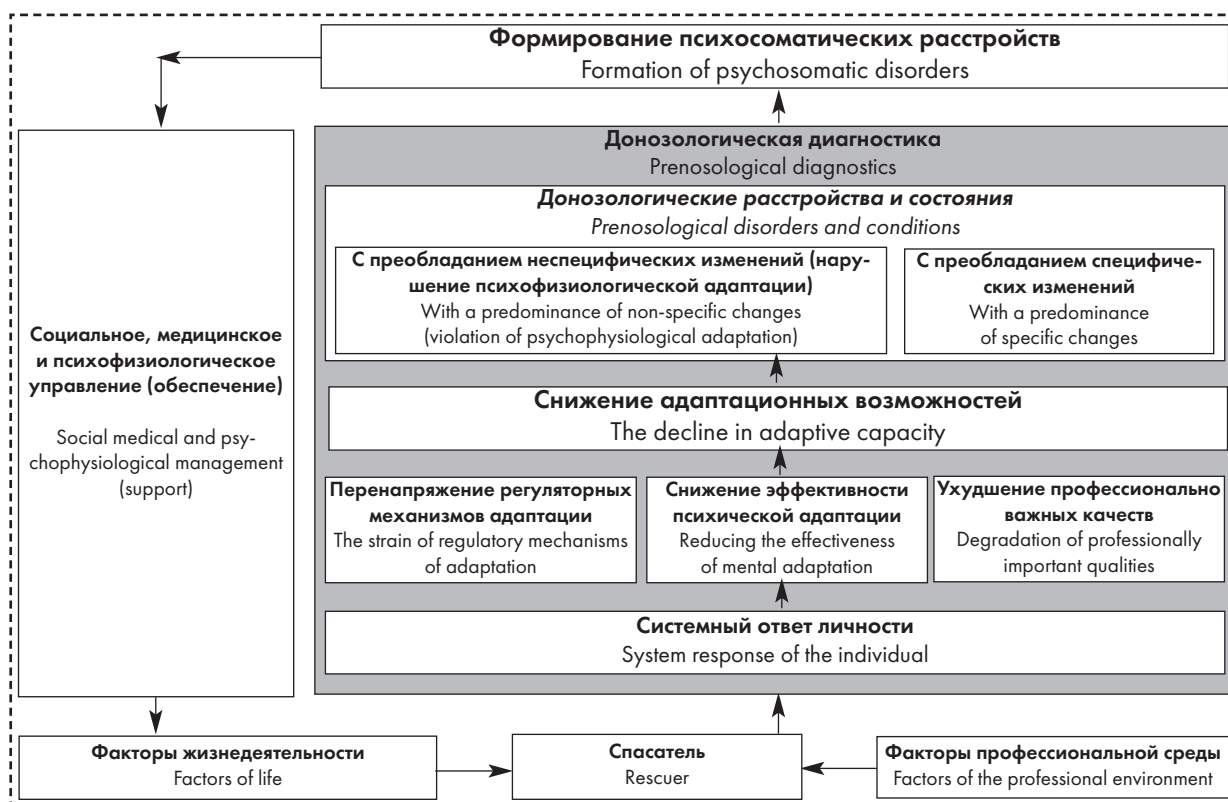 Формирование психосоматических расстройств
Formation of psychosomatic disorders
Социальное, медицинское
и психофизиологическое
управление (обеспечение)
Social medical and psy-
chophysiological management
(support)
Донозологическая диагностика
Prenosological diagnostics
Донозологические расстройства и состояния
Prenosological disorders and conditions
С преобладанием неспецифических изменений (нару-
шение психофизиологической адаптации)
With a predominance of non-specific changes
(violation of psychophysiological adaptation)
С преобладанием специфиче-
ских изменений
With a predominance
of specific changes
Снижение адаптационных возможностей
The decline in adaptive capacity
Перенапряжение регуляторных
механизмов адаптации
The strain of regulatory mechanisms
of adaptation
Снижение эффективности
психической адаптации
Reducing the effectiveness
of mental adaptation
Ухудшение профессионально
важных качеств
Degradation of professionally
important qualities
Системный ответ личности
System response of the individual
Факторы жизнедеятельности
Factors of life
Спасатель
Rescuer
Факторы профессиональной среды
Factors of the professional environment